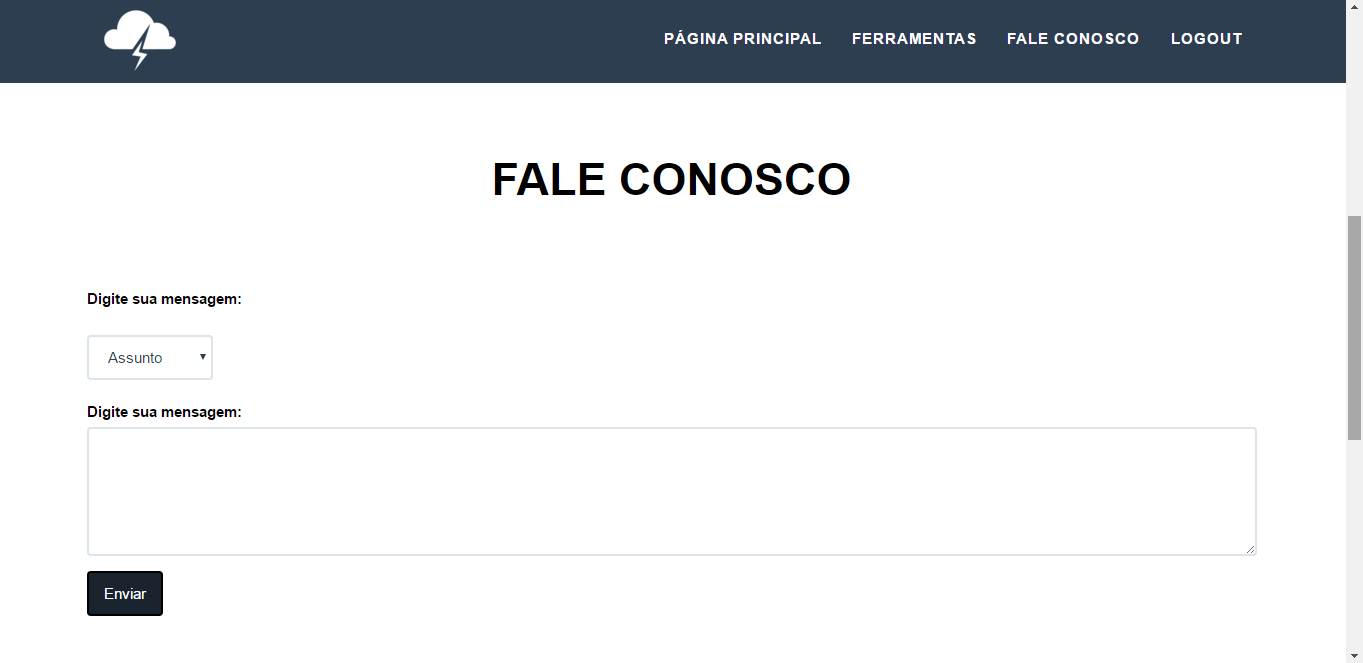 PÁGINA PRINCIPAL FERRAMENTAS FALE CONOSCO LOGOUT
FALE CONOSCO
Digite sua mensagem:
Assunto
Digite sua mensagem:
Enviar